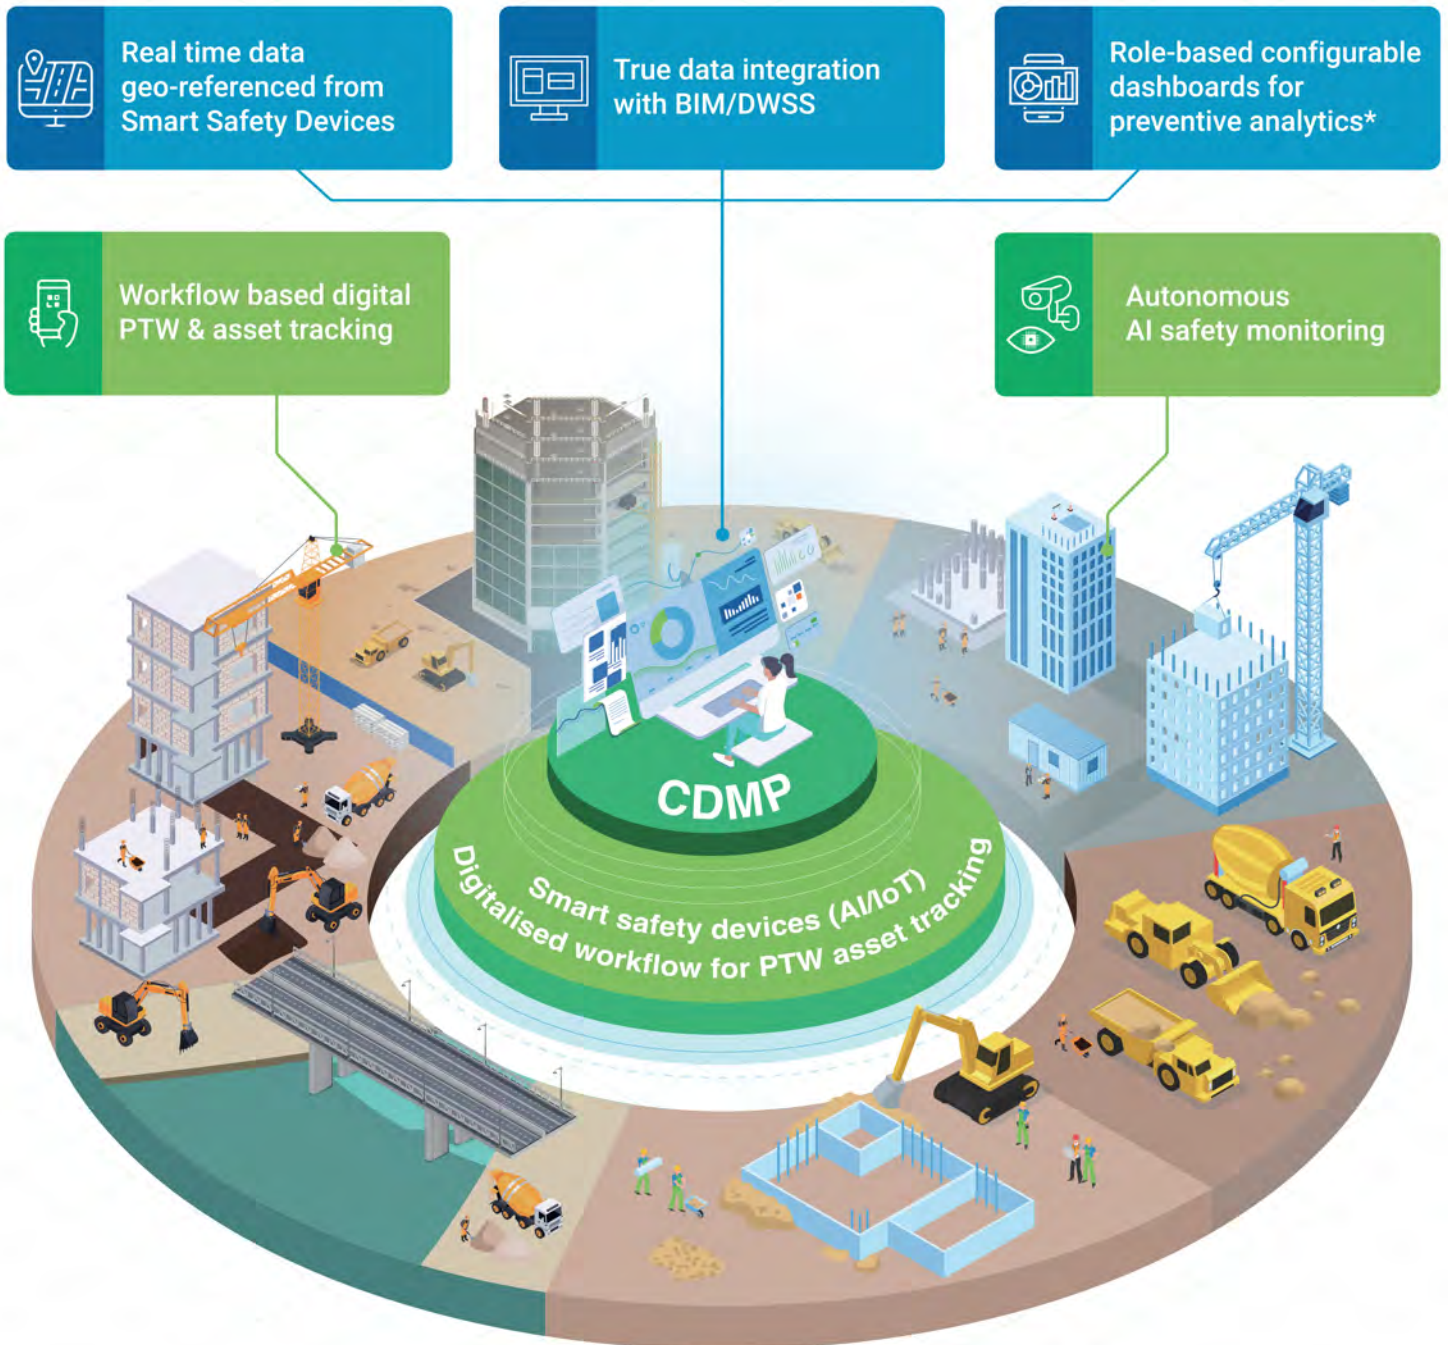 Real time data
geo-referenced from
Smart Safety Devices
True data integration
with BIM/DWSS
Role-based configurable
dashboards for
preventive analytics*
Workflow based digital
PTW & asset tracking
Autonomous
AI safety monitoring
CDMP
Smart safety devices (AI/IoT)
Digitalised workflow for PTW asset tracking